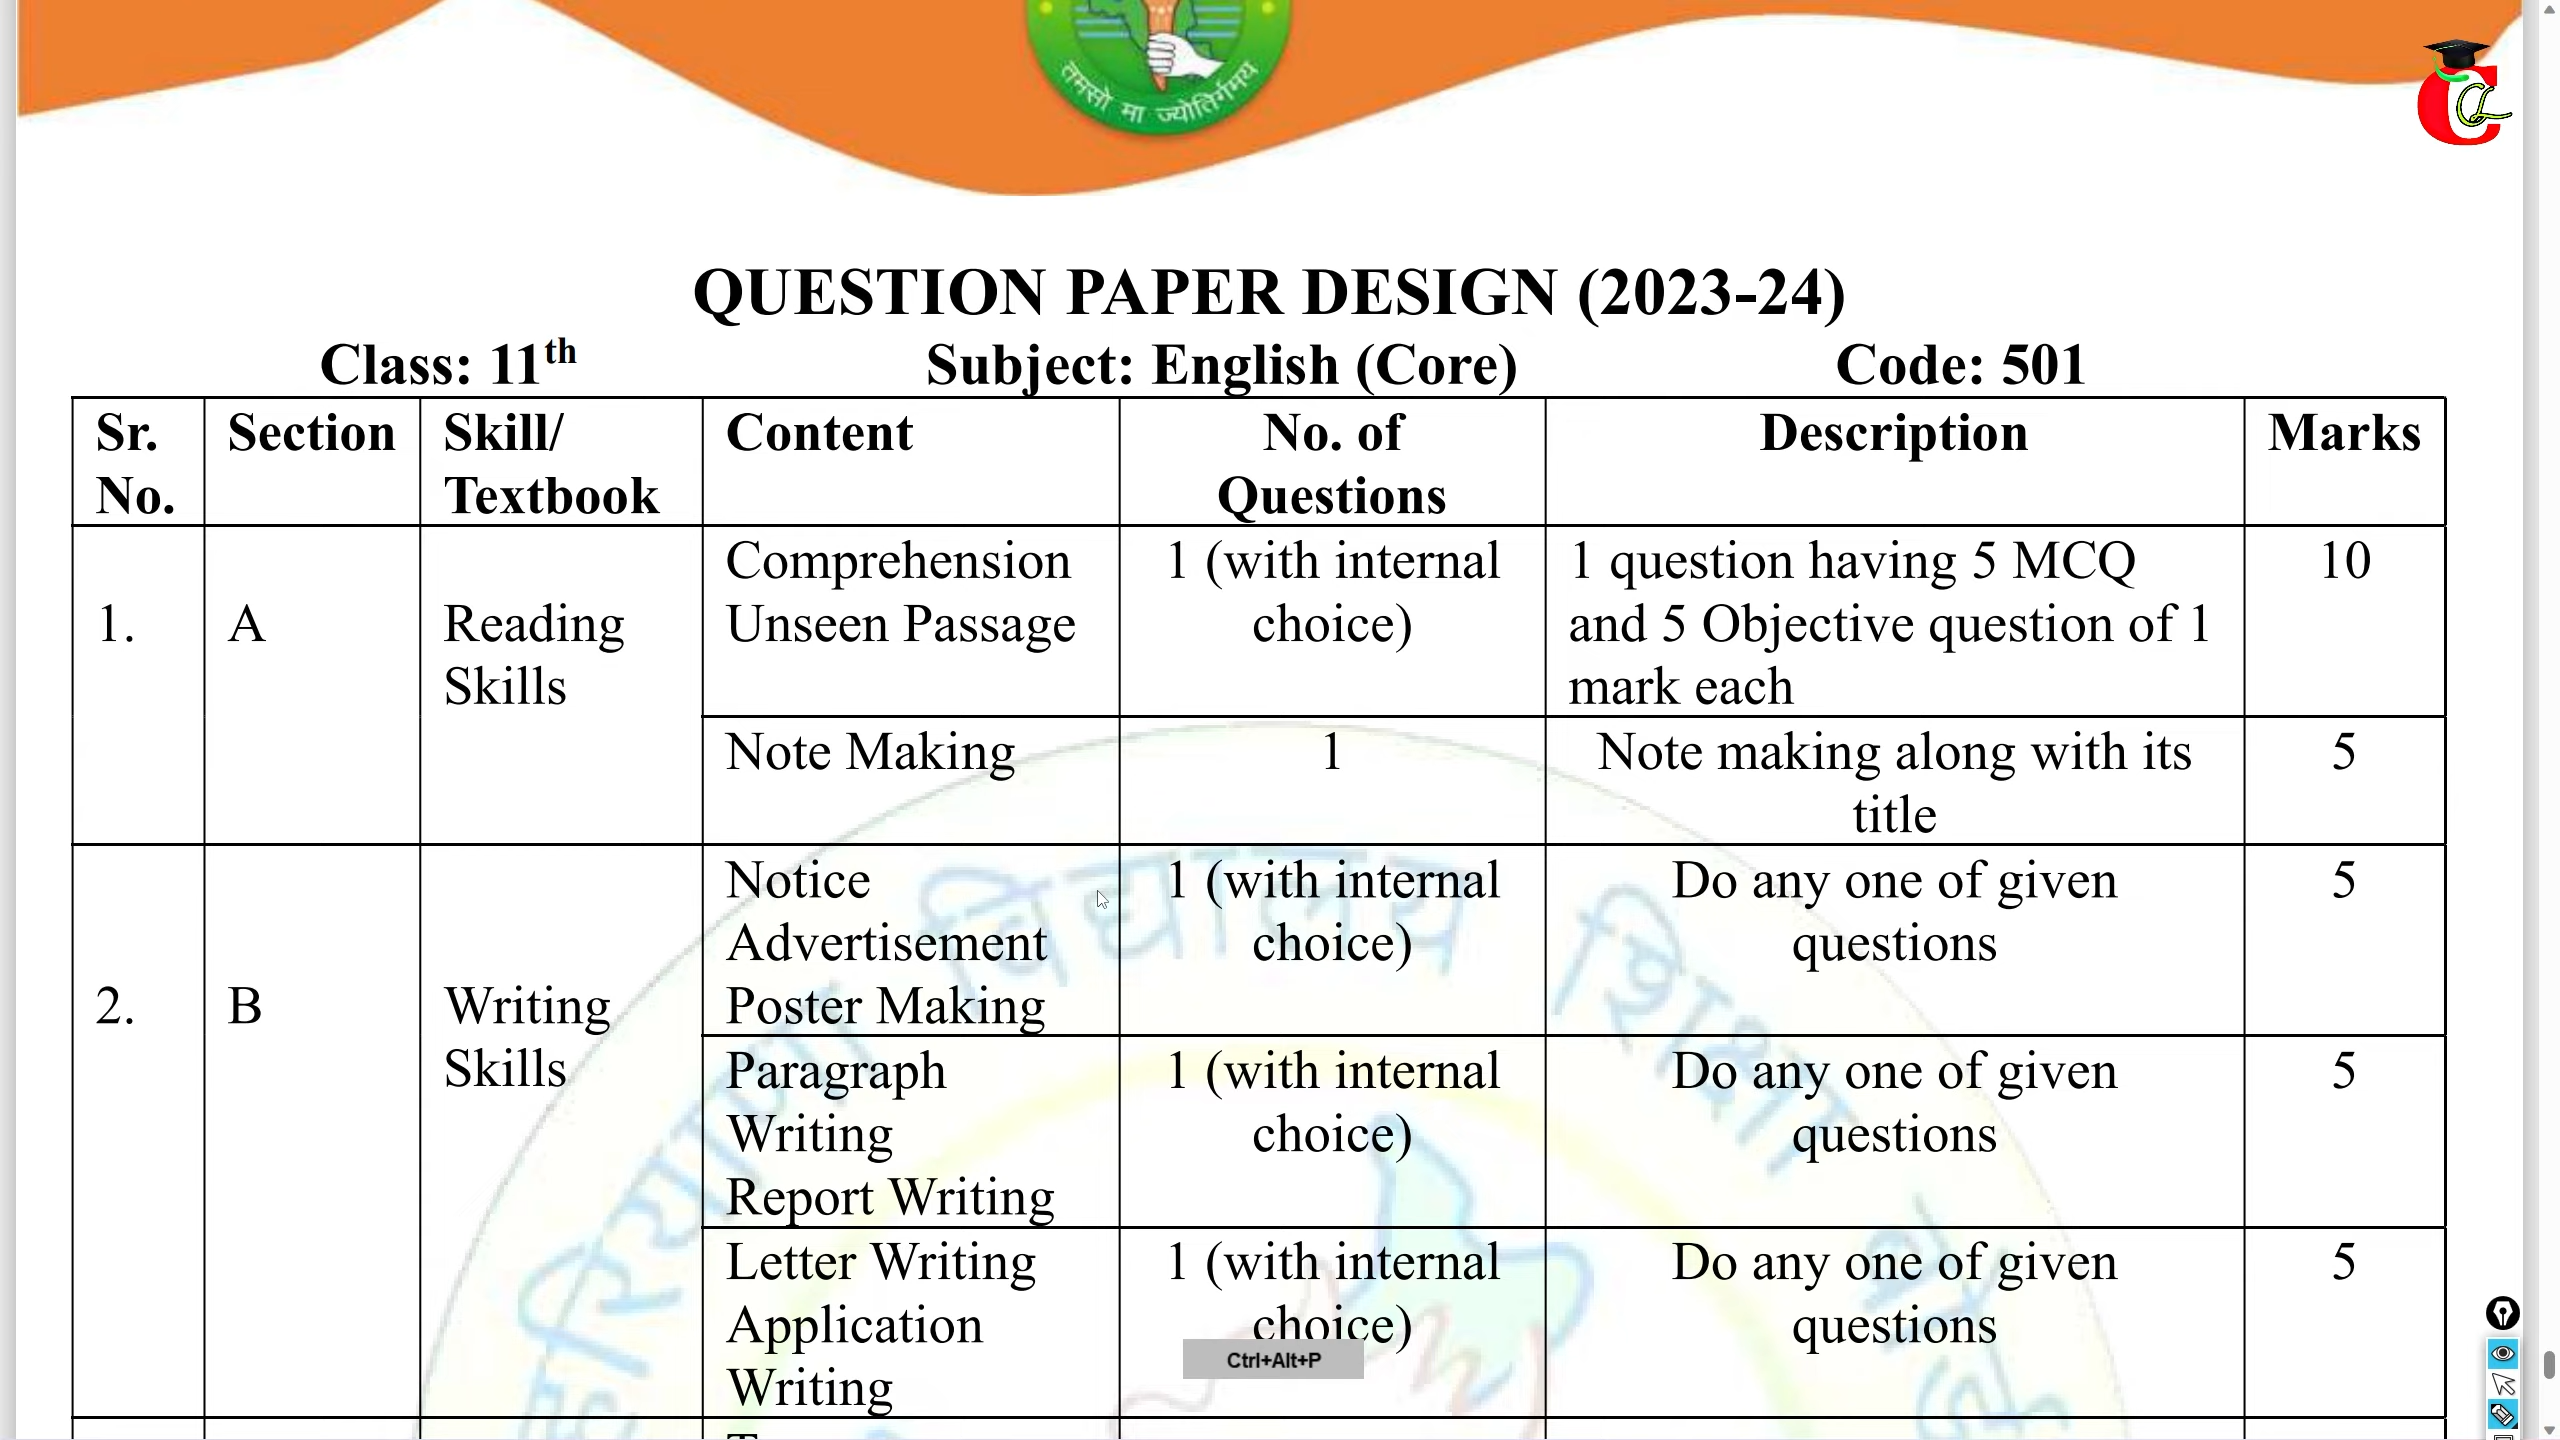 तमसो मा ज्योतिर्गमय
QUESTION PAPER DESIGN (2023-24)
Class: 11th Subject: English (Core) Code: 501
Sr. No. Section Skill/ Textbook Content No. of Questions Description Marks
1. A Reading Skills
Comprehension Unseen Passage
1 (with internal choice)
1 question having 5 MCQ
and 5 Objective question of 1
mark each
10
Note Making 1 Note making along with its title 5
2. B Writing Skills
Notice
Advertisement
Poster Making
1 (with internal choice)
Do any one of given questions
5
Paragraph
Writing
Report Writing
1 (with internal choice)
Do any one of given questions
5
Letter Writing
Application
Writing
1 (with internal choice)
Do any one of given questions
5
Ctrl+Alt+P
हरियाणा विद्यालय शिक्षा बोर्ड